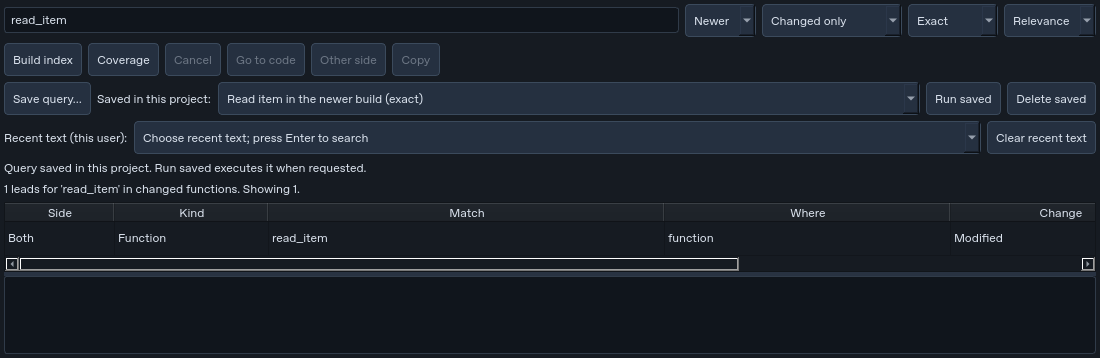 read_item Newer Changed only Exact Relevance
Build index Coverage Cancel Go to code Other side Copy
Save query... Saved in this project: Read item in the newer build (exact) Run saved Delete saved
Recent text (this user): Choose recent text; press Enter to search Clear recent text
Query saved in this project. Run saved executes it when requested.
1 leads for 'read_item' in changed functions. Showing 1.
Side Kind Match Where Change
Both Function read_item function Modified